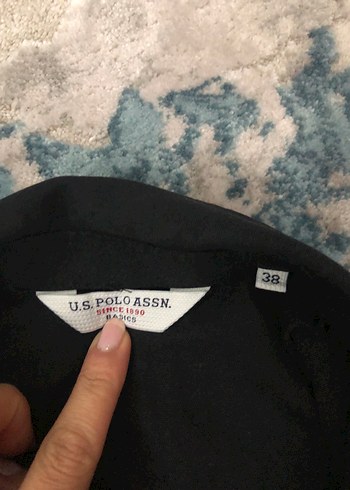 U.S. POLO ASSN.
SINCE 1890
BASICS
38